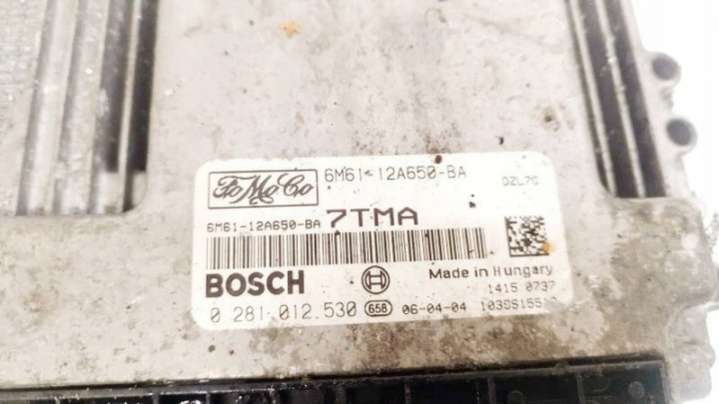 FoMoCo 6M61-12A650-BA DZL7C
6M61-12A650-BA 7TMA
BOSCH Made in Hungary
1415 0737
0 281 012 530 658 06-04-04